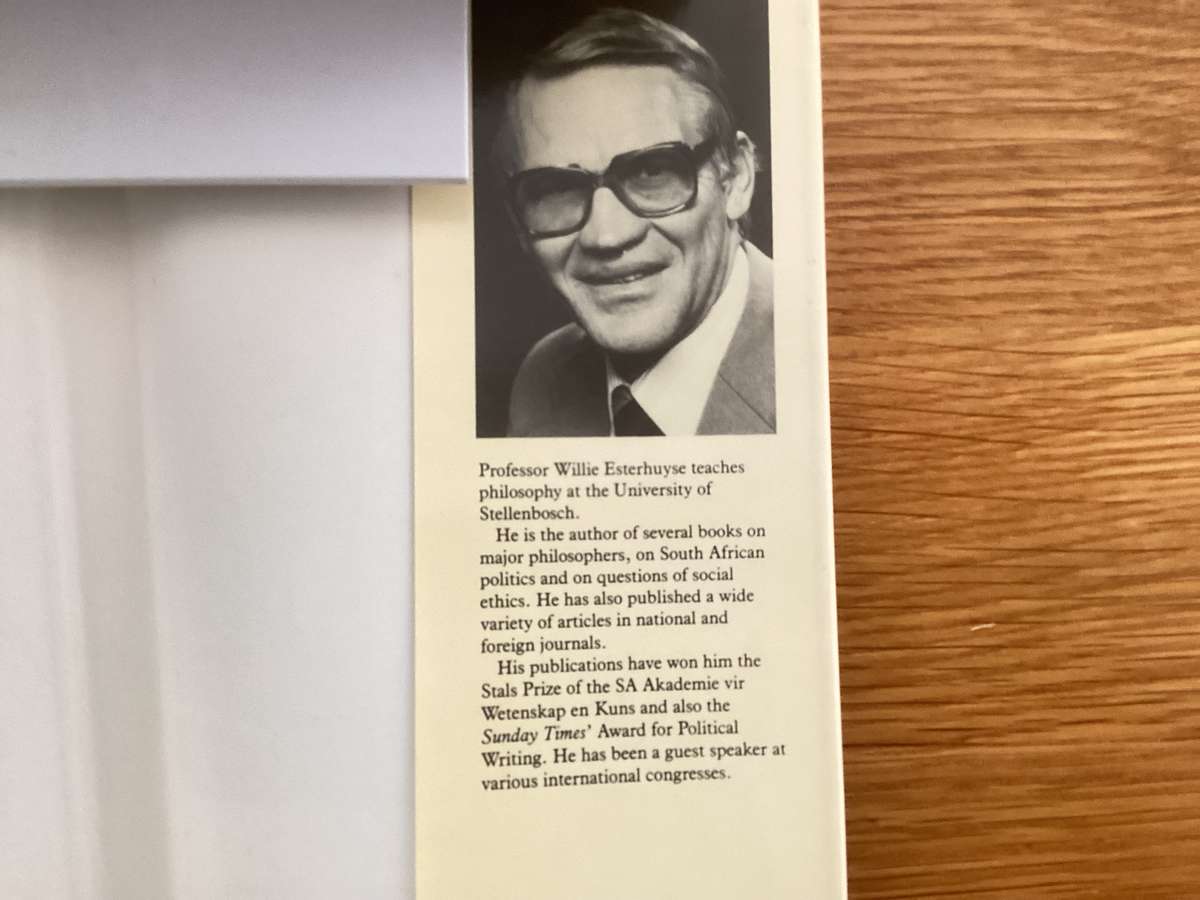 Professor Willie Esterhuyse teaches
philosophy at the University of
Stellenbosch.
He is the author of several books on
major philosophers, on South African
politics and on questions of social
ethics. He has also published a wide
variety of articles in national and
foreign journals.
His publications have won him the
Stals Prize of the SA Akademie vir
Wetenskap en Kuns and also the
Sunday Times' Award for Political
Writing. He has been a guest speaker at
various international congresses.